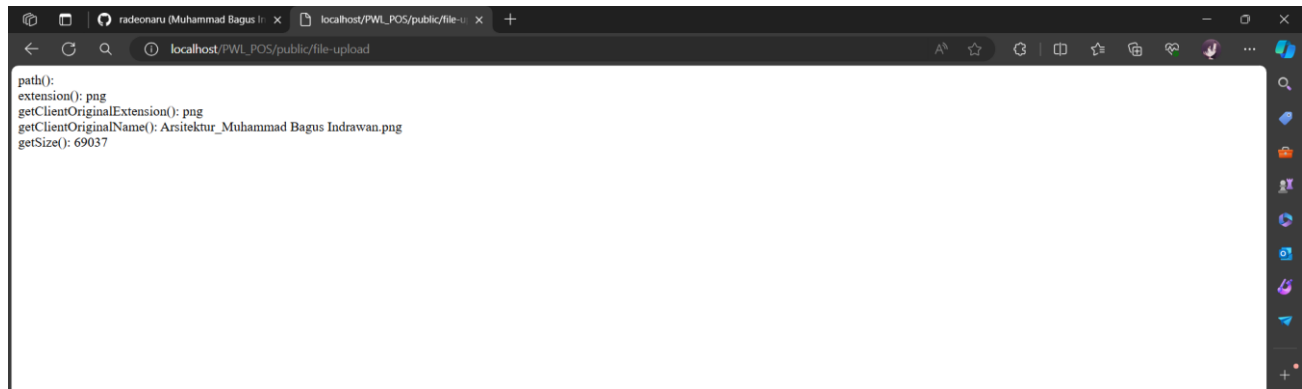 radeonaru (Muhammad Bagus In
localhost/PWL_POS/public/file-u
localhost/PWL_POS/public/file-upload
path():
extension(): png
getClientOriginalExtension(): png
getClientOriginalName(): Arsitektur_Muhammad Bagus Indrawan.png
getSize(): 69037